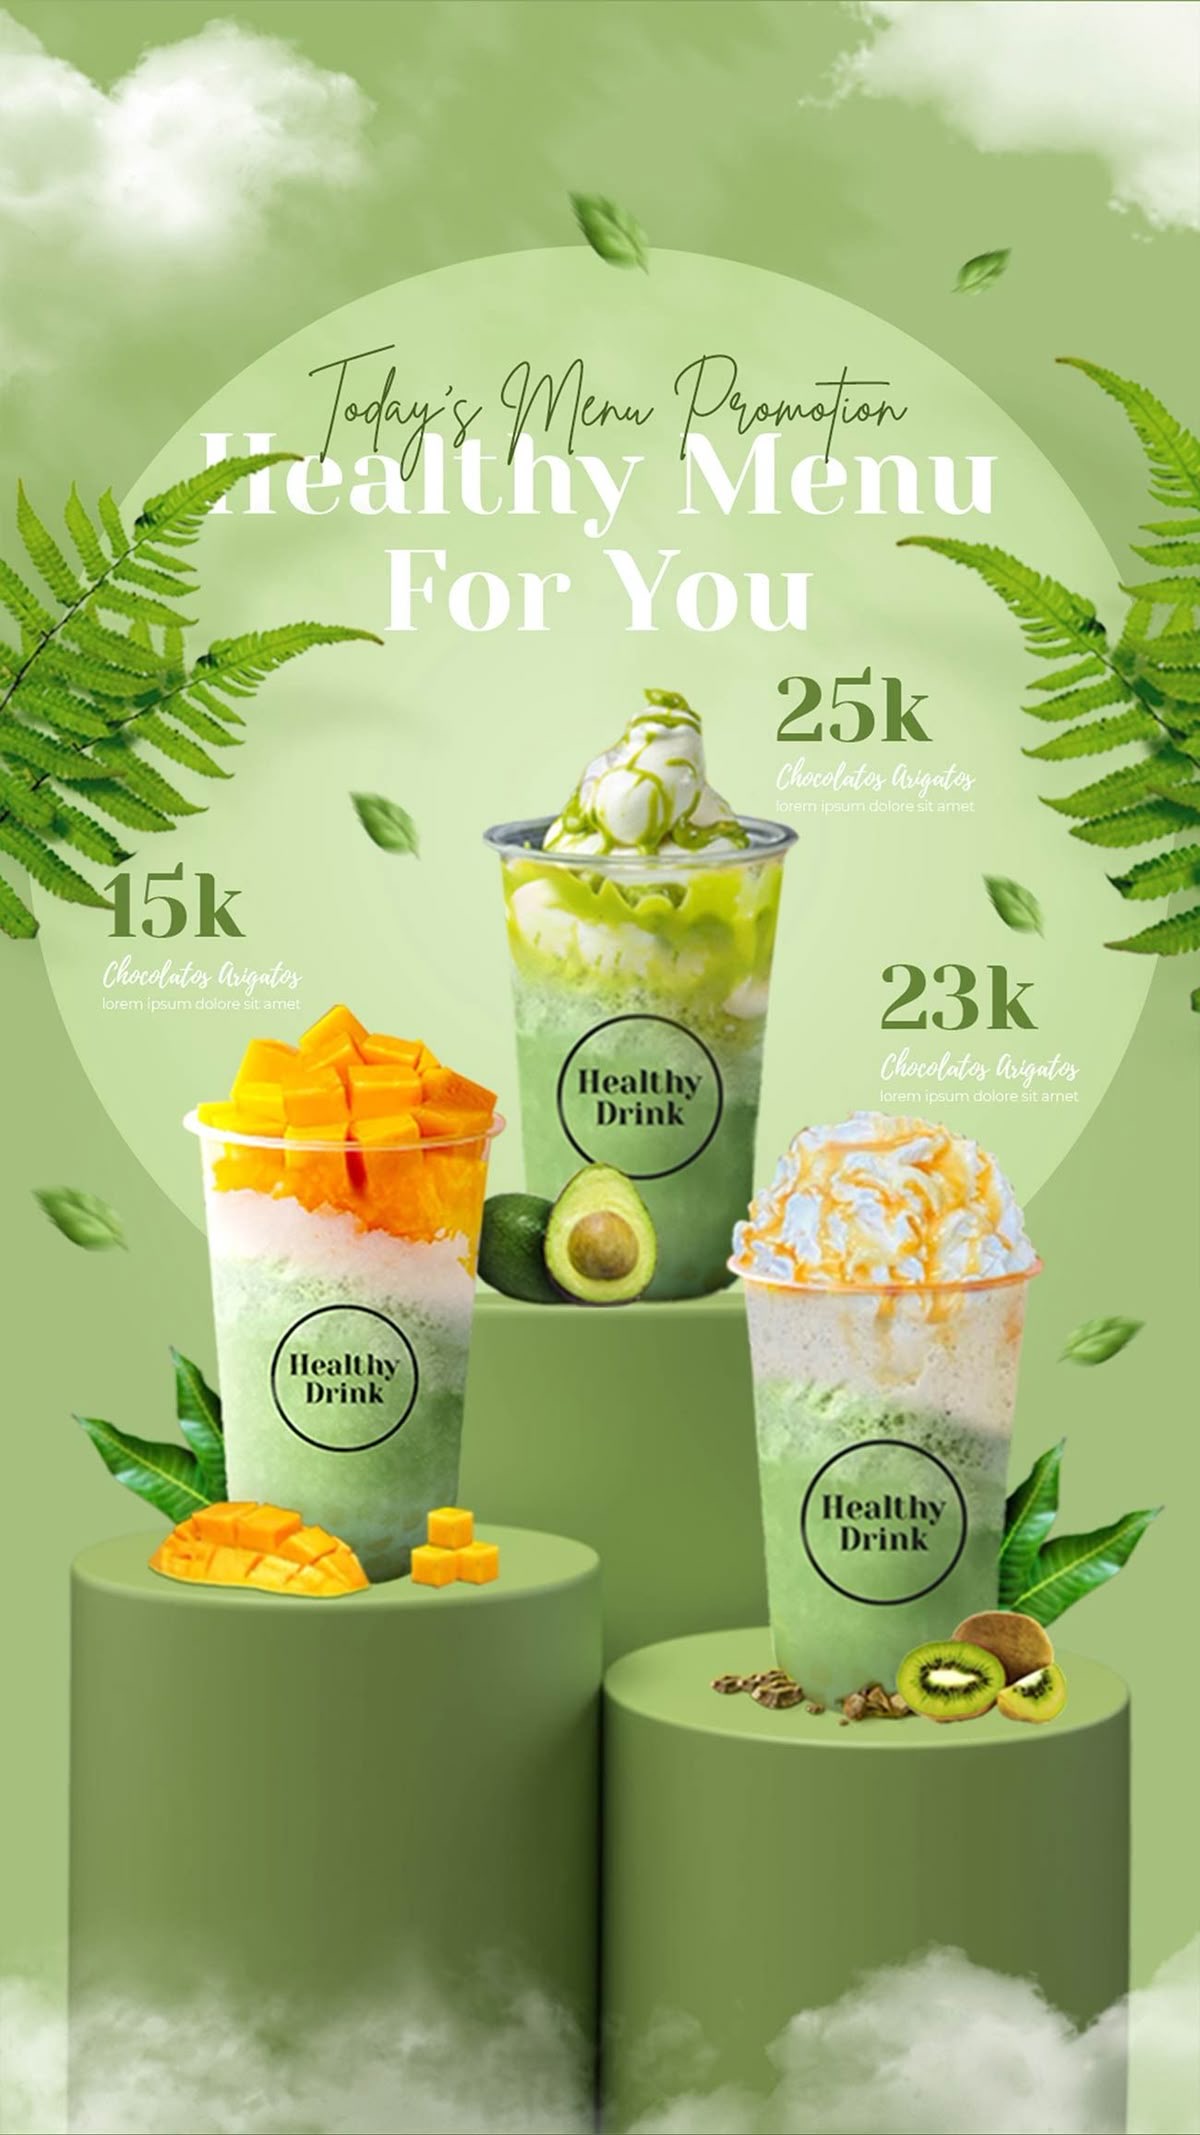 Today's Menu Promotion
Healthy Menu
For You
25k
Chocolatos Arigatos
lorem ipsum dolore sit amet
15k
Chocolatos Arigatos
lorem ipsum dolore sit amet
23k
Chocolatos Arigatos
lorem ipsum dolore sit amet
Healthy
Drink
Healthy
Drink
Healthy
Drink